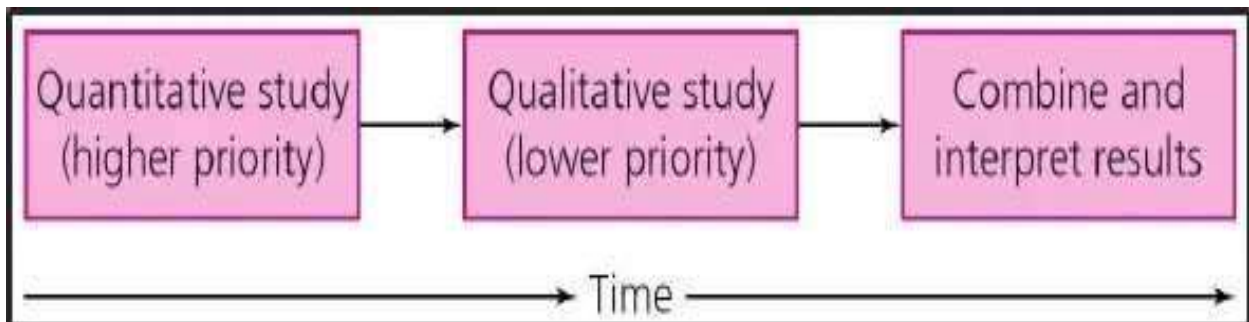 Quantitative study
(higher priority)
Qualitative study
(lower priority)
Combine and
interpret results
Time